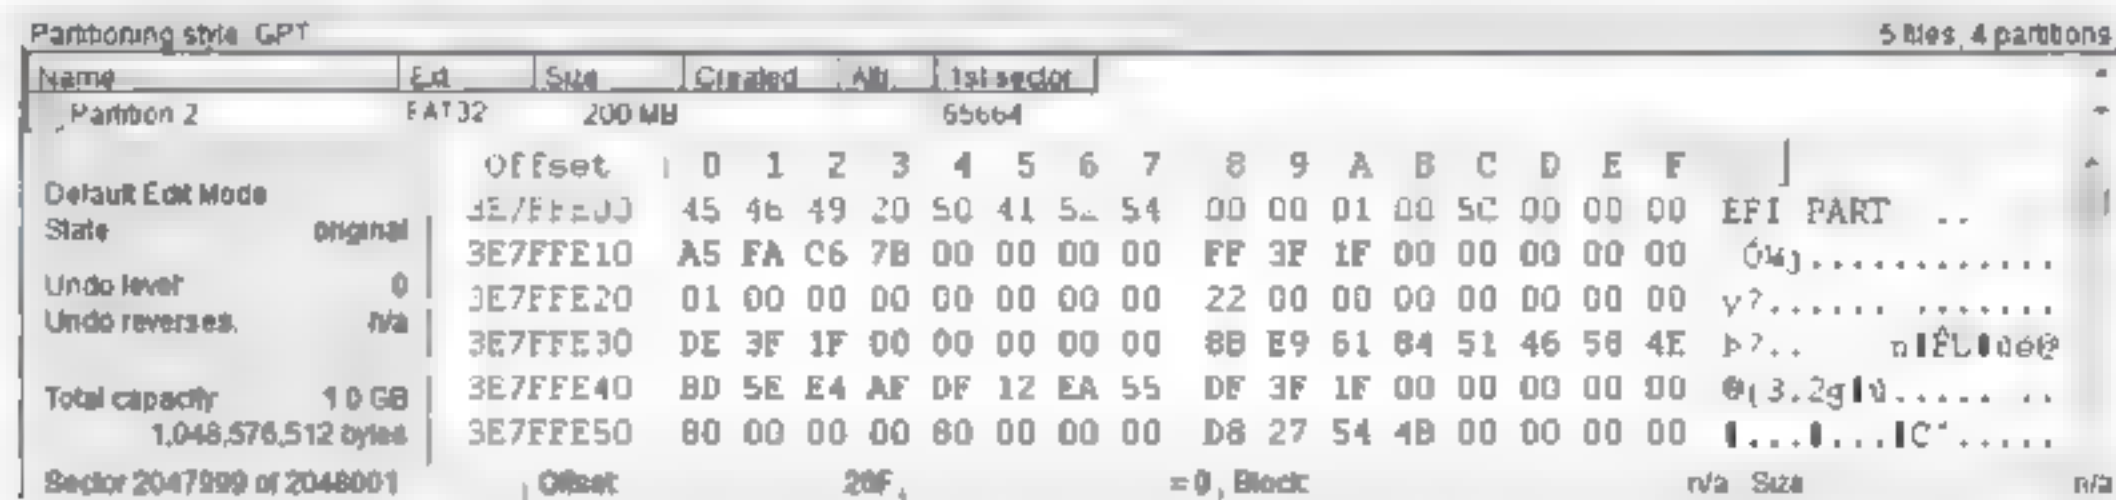 Partitioning style GPT 5 files, 4 partitions
Name Ext. Size Created Attr. 1st sector
Partition 2 FAT32 200 MB 65664
Offset 0 1 2 3 4 5 6 7 8 9 A B C D E F
Default Edit Mode
3E7FFE00 45 46 49 20 50 41 52 54 00 00 01 00 5C 00 00 00 EFI PART ..
State original
3E7FFE10 A5 FA C6 7B 00 00 00 00 FF 3F 1F 00 00 00 00 00
Undo level 0
3E7FFE20 01 00 00 00 00 00 00 00 22 00 00 00 00 00 00 00
Undo reverses. n/a
3E7FFE30 DE 3F 1F 00 00 00 00 00 8B E9 61 84 51 46 58 4E
Total capacity 1.0 GB
3E7FFE40 BD 5E E4 AF DF 12 EA 55 DF 3F 1F 00 00 00 00 00
1,048,576,512 bytes
3E7FFE50 80 00 00 00 80 00 00 00 D8 27 54 4B 00 00 00 00
Sector 2047999 of 2048001 Offset 20F, = 0, Block: n/a Size n/a